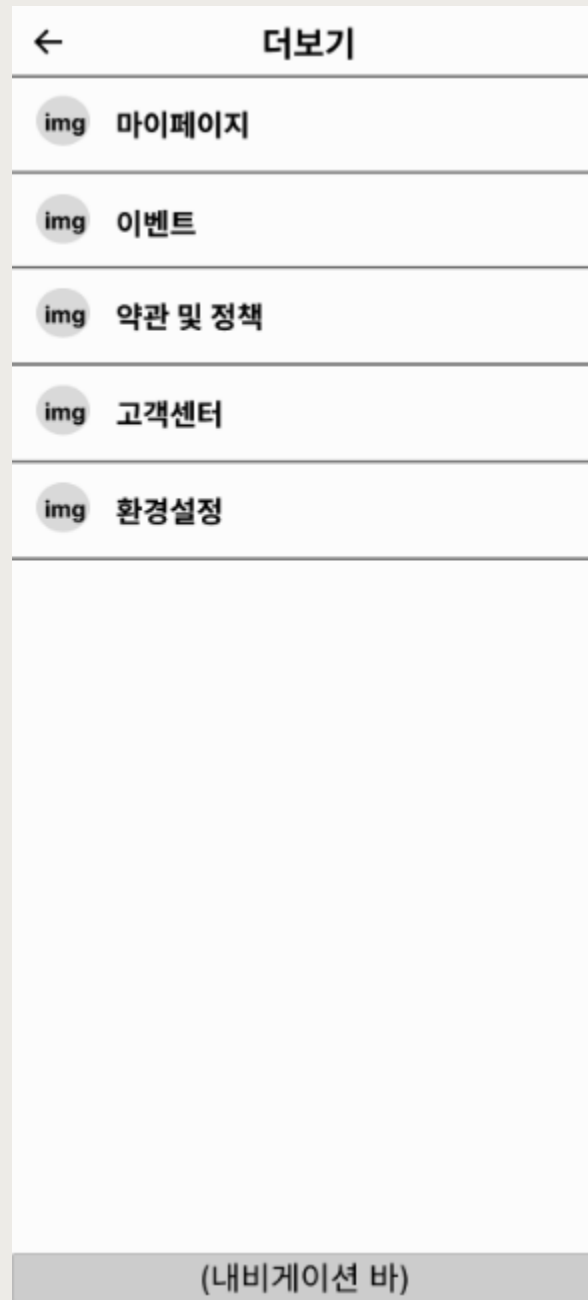 ← 더보기
img 마이페이지
img 이벤트
img 약관 및 정책
img 고객센터
img 환경설정
(내비게이션 바)